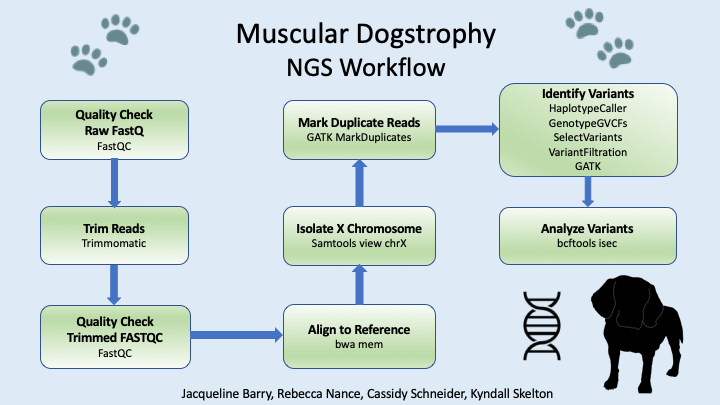 Muscular Dogstrophy
NGS Workflow
Quality Check
Raw FastQ
FastQC
Trim Reads
Trimmomatic
Quality Check
Trimmed FASTQC
FastQC
Align to Reference
bwa mem
Isolate X Chromosome
Samtools view chrX
Mark Duplicate Reads
GATK MarkDuplicates
Identify Variants
HaplotypeCaller
GenotypeGVCFs
SelectVariants
VariantFiltration
GATK
Analyze Variants
bcftools isec
Jacqueline Barry, Rebecca Nance, Cassidy Schneider, Kyndall Skelton